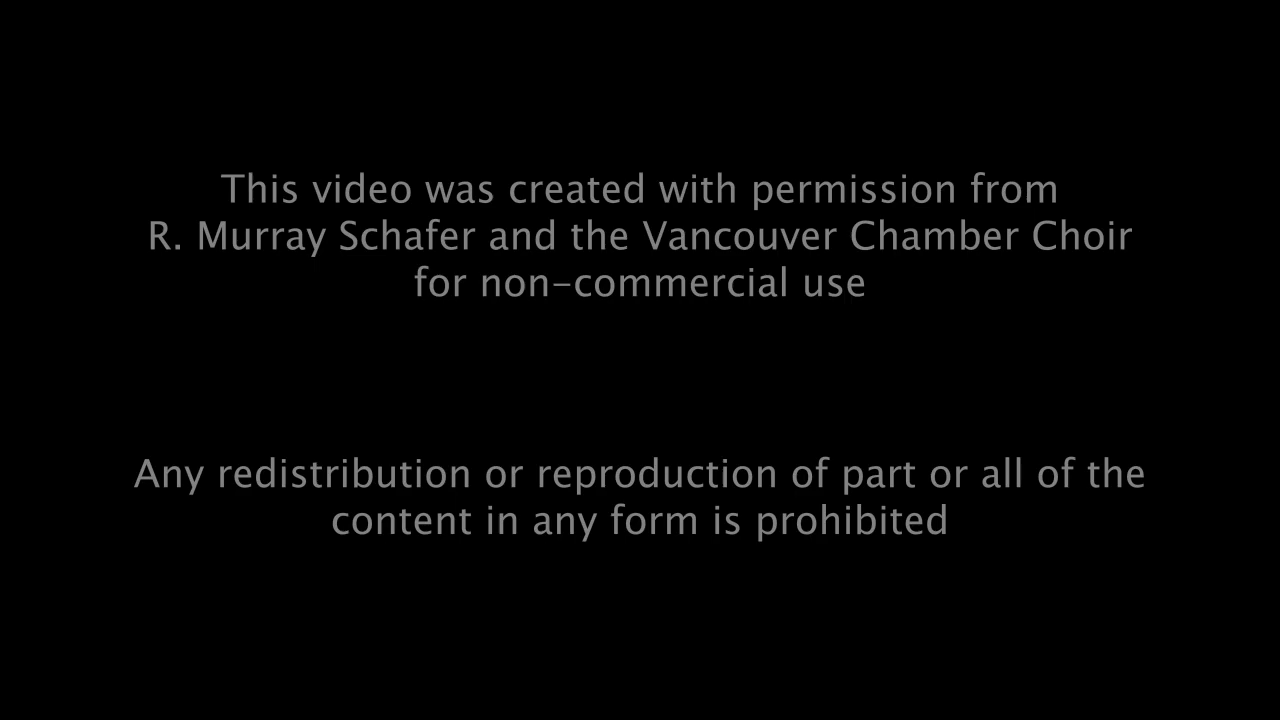 This video was created with permission from
R. Murray Schafer and the Vancouver Chamber Choir
for non-commercial use
Any redistribution or reproduction of part or all of the
content in any form is prohibited